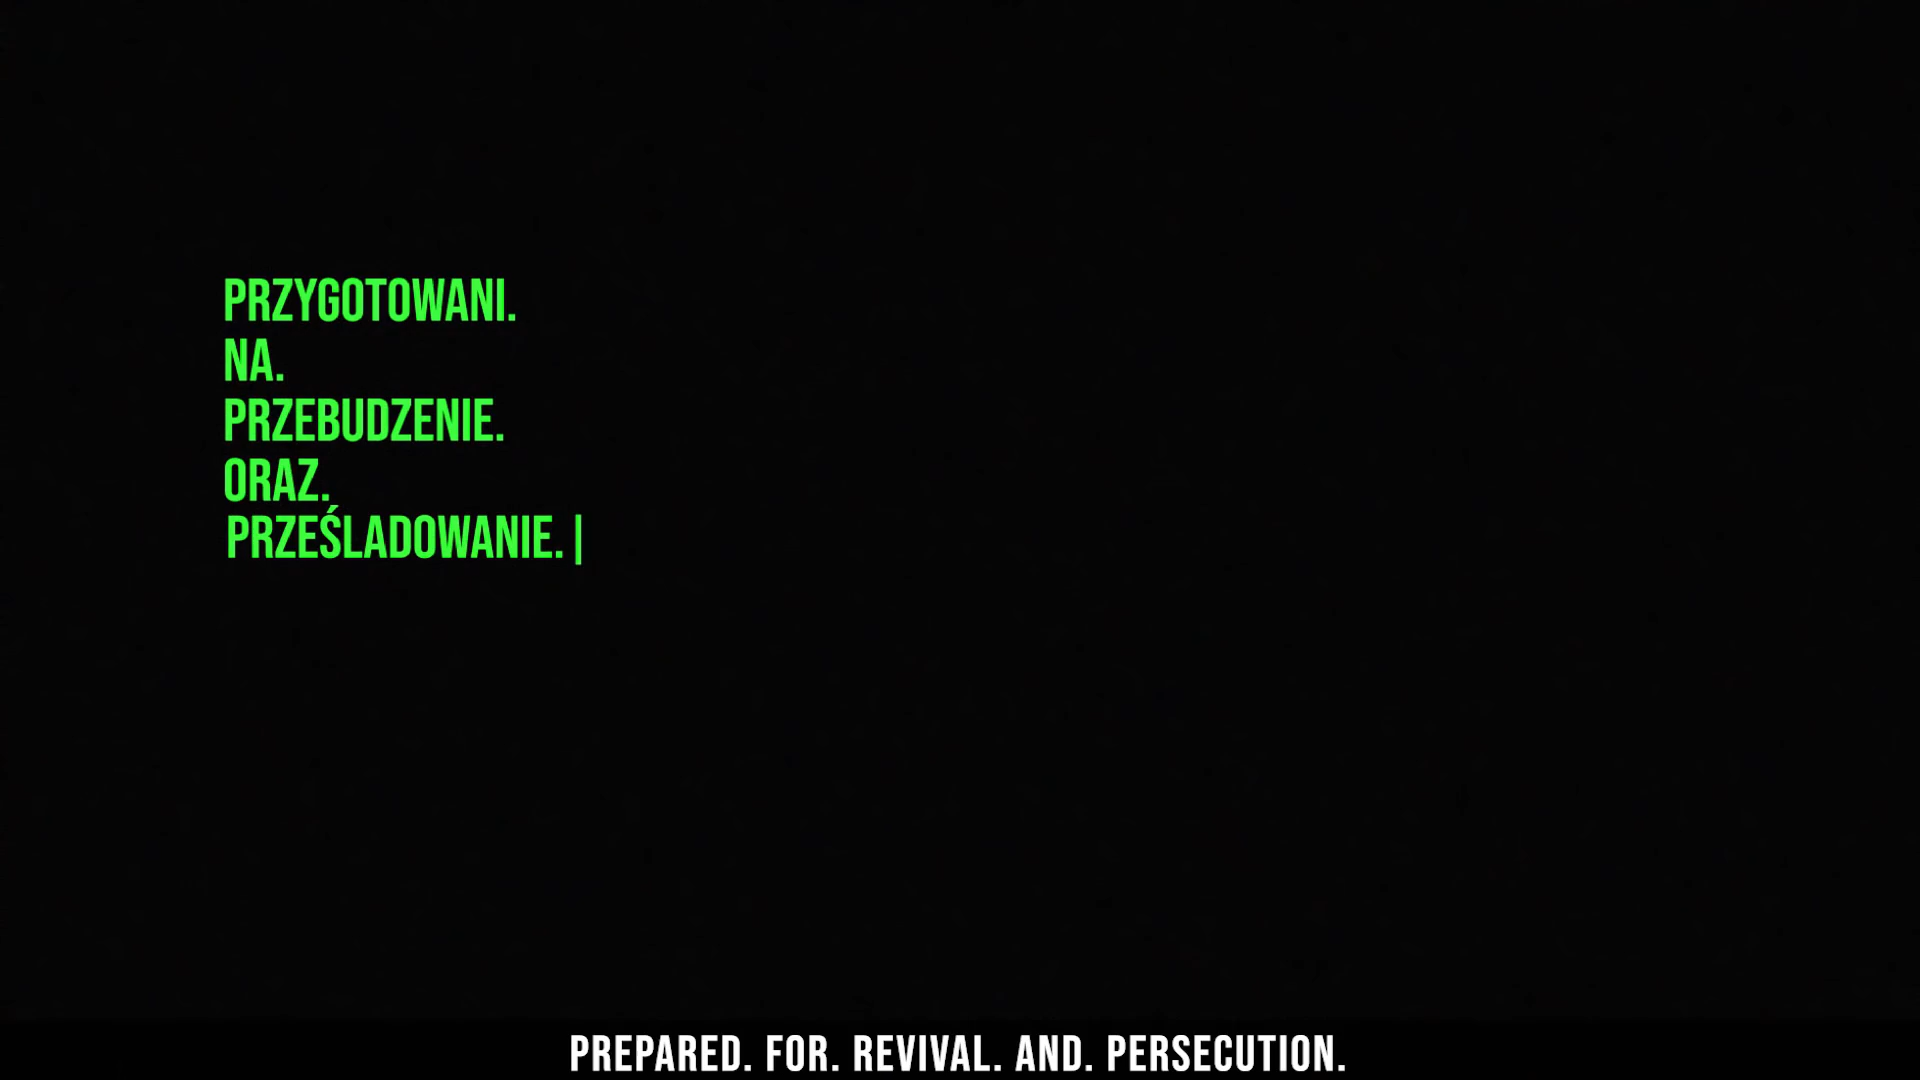 PRZYGOTOWANI.
NA.
PRZEBUDZENIE.
ORAZ.
PRZEŚLADOWANIE.|
PREPARED. FOR. REVIVAL. AND. PERSECUTION.